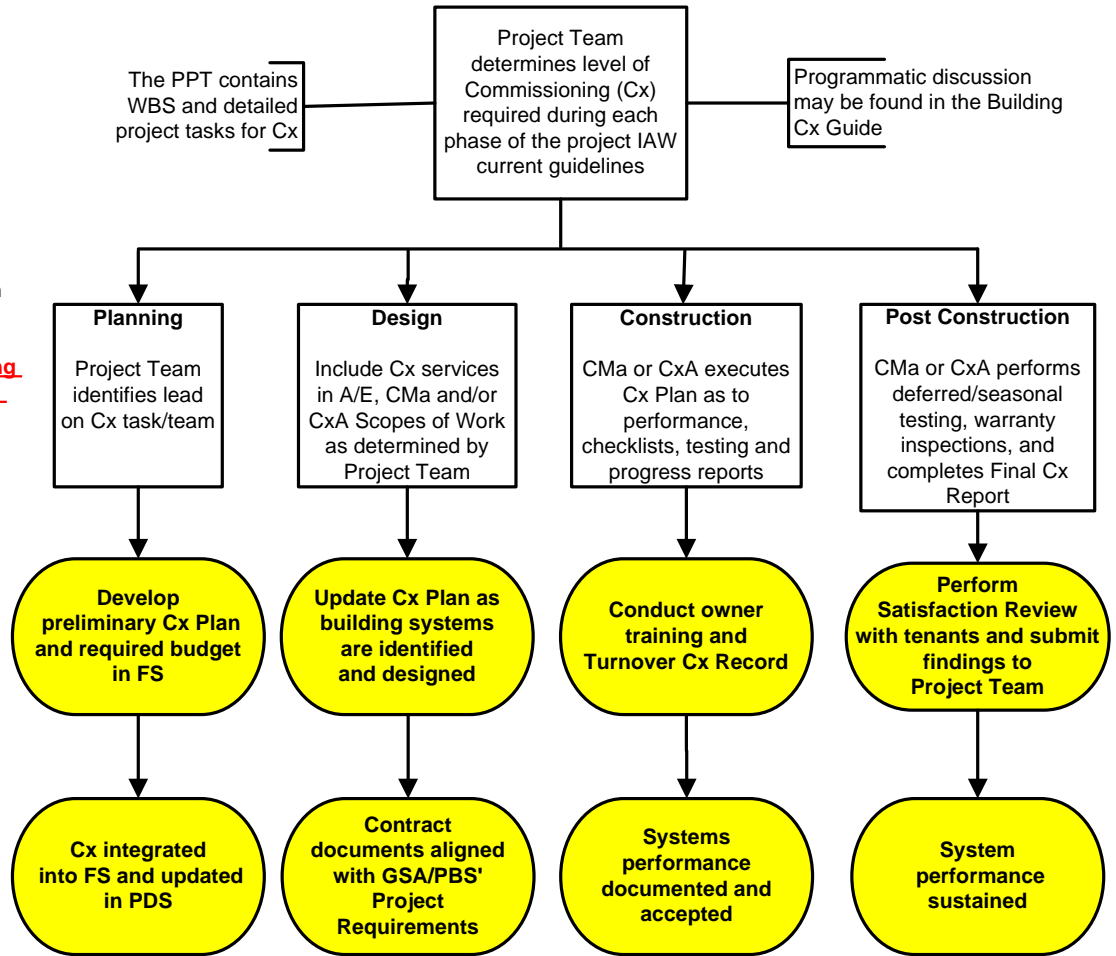 Project Team
determines level of
Commissioning (Cx)
required during each
phase of the project IAW
current guidelines
The PPT contains
WBS and detailed
project tasks for Cx
Programmatic discussion
may be found in the Building
Cx Guide
Planning
Project Team
identifies lead
on Cx task/team
Design
Include Cx services
in A/E, CMa and/or
CxA Scopes of Work
as determined by
Project Team
Construction
CMa or CxA executes
Cx Plan as to
performance,
checklists, testing and
progress reports
Post Construction
CMa or CxA performs
deferred/seasonal
testing, warranty
inspections, and
completes Final Cx
Report
Develop
preliminary Cx Plan
and required budget
in FS
Update Cx Plan as
building systems
are identified
and designed
Conduct owner
training and
Turnover Cx Record
Perform
Satisfaction Review
with tenants and submit
findings to
Project Team
Cx integrated
into FS and updated
in PDS
Contract
documents aligned
with GSA/PBS'
Project
Requirements
Systems
performance
documented and
accepted
System
performance
sustained